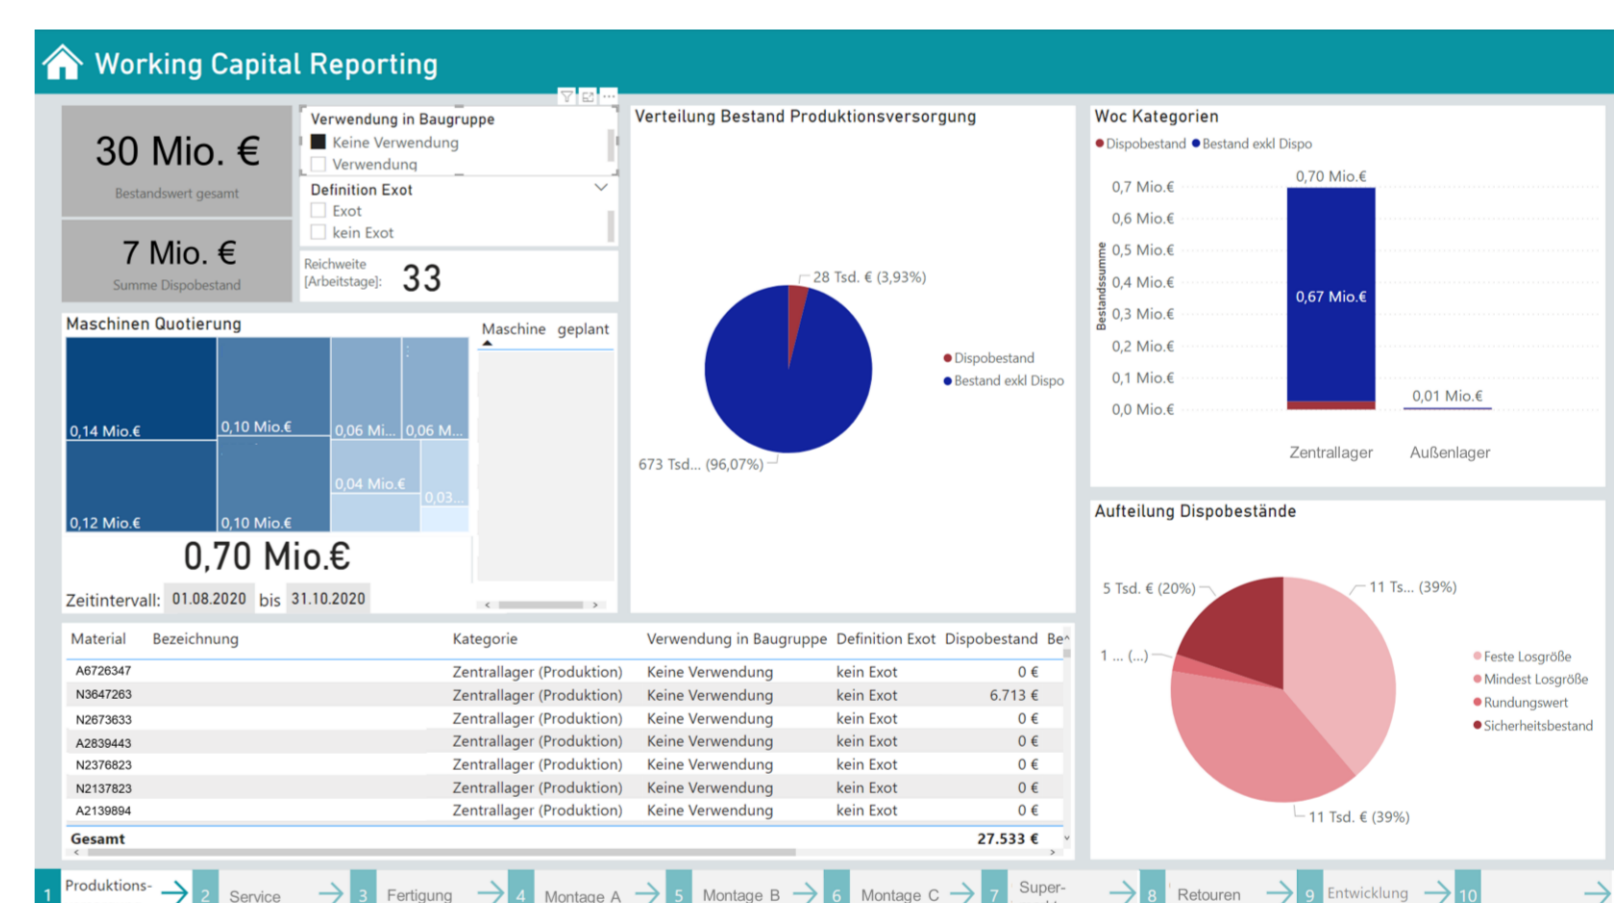 Working Capital Reporting
30 Mio. €
Bestandswert gesamt
7 Mio. €
Summe Dispobestand
Verwendung in Baugruppe
Keine Verwendung
Verwendung
Definition Exot
Exot
kein Exot
Reichweite
[Arbeitstage]:
33
Maschinen Quotierung
0,14 Mio.€
0,10 Mio.€
0,06 Mi...
0,06 M...
0,12 Mio.€
0,10 Mio.€
0,04 Mio.€
0,03...
Maschine geplant
0,70 Mio.€
Zeitintervall: 01.08.2020 bis 31.10.2020
Verteilung Bestand Produktionsversorgung
28 Tsd. € (3,93%)
Dispobestand
Bestand exkl Dispo
673 Tsd... (96,07%)
Woc Kategorien
Dispobestand Bestand exkl Dispo
Bestandssumme
0,7 Mio.€
0,6 Mio.€
0,5 Mio.€
0,4 Mio.€
0,3 Mio.€
0,2 Mio.€
0,1 Mio.€
0,0 Mio.€
0,70 Mio.€
0,67 Mio.€
0,01 Mio.€
Zentrallager Außenlager
Aufteilung Dispobestände
5 Tsd. € (20%)
11 Ts... (39%)
1 ... (...)
11 Tsd. € (39%)
Feste Losgröße
Mindest Losgröße
Rundungswert
Sicherheitsbestand
Material Bezeichnung Kategorie Verwendung in Baugruppe Definition Exot Dispobestand Be
A6726347 Zentrallager (Produktion) Keine Verwendung kein Exot 0 €
N3647263 Zentrallager (Produktion) Keine Verwendung kein Exot 6.713 €
N2673633 Zentrallager (Produktion) Keine Verwendung kein Exot 0 €
A2839443 Zentrallager (Produktion) Keine Verwendung kein Exot 0 €
N2376823 Zentrallager (Produktion) Keine Verwendung kein Exot 0 €
N2137823 Zentrallager (Produktion) Keine Verwendung kein Exot 0 €
A2139894 Zentrallager (Produktion) Keine Verwendung kein Exot 0 €
Gesamt 27.533 €
1 Produktions-
2 Service
3 Fertigung
4 Montage A
5 Montage B
6 Montage C
7 Super-
8 Retouren
9 Entwicklung
10